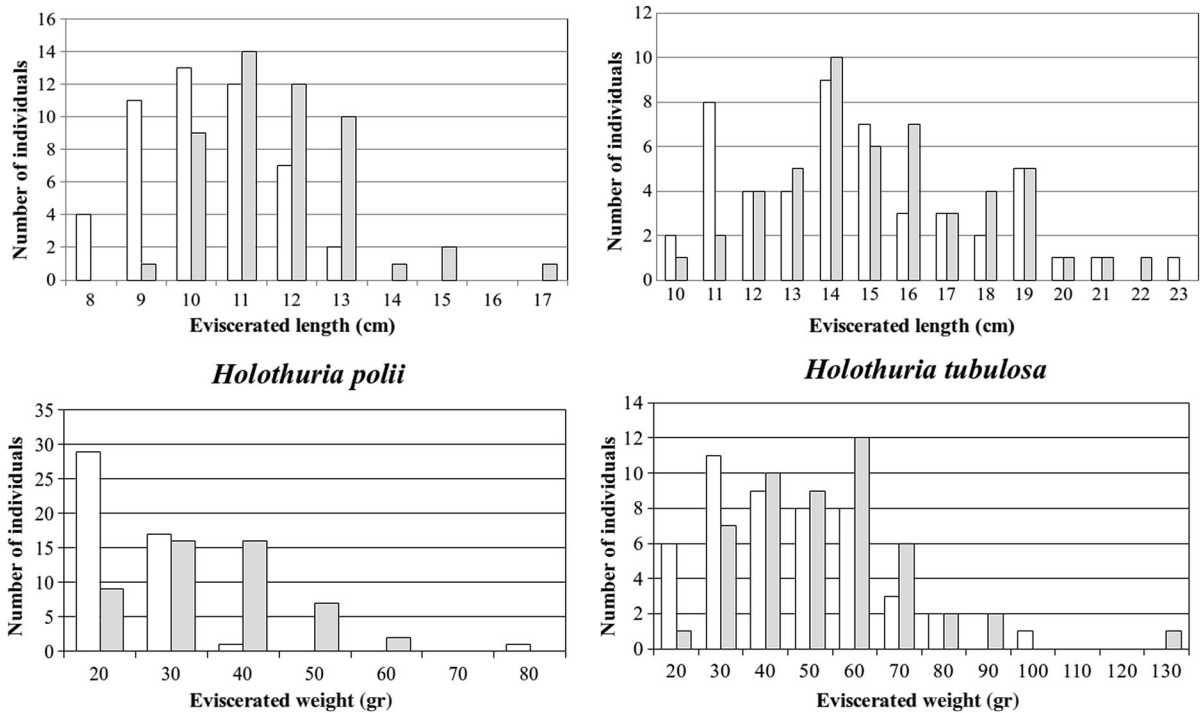 16
14
12
10
8
6
4
2
0
Number of individuals
8 9 10 11 12 13 14 15 16 17
Eviscerated length (cm)
12
10
8
6
4
2
0
Number of individuals
10 11 12 13 14 15 16 17 18 19 20 21 22 23
Eviscerated length (cm)
Holothuria polii
Holothuria tubulosa
35
30
25
20
15
10
5
0
Number of individuals
20 30 40 50 60 70 80
Eviscerated weight (gr)
14
12
10
8
6
4
2
0
Number of individuals
20 30 40 50 60 70 80 90 100 110 120 130
Eviscerated weight (gr)